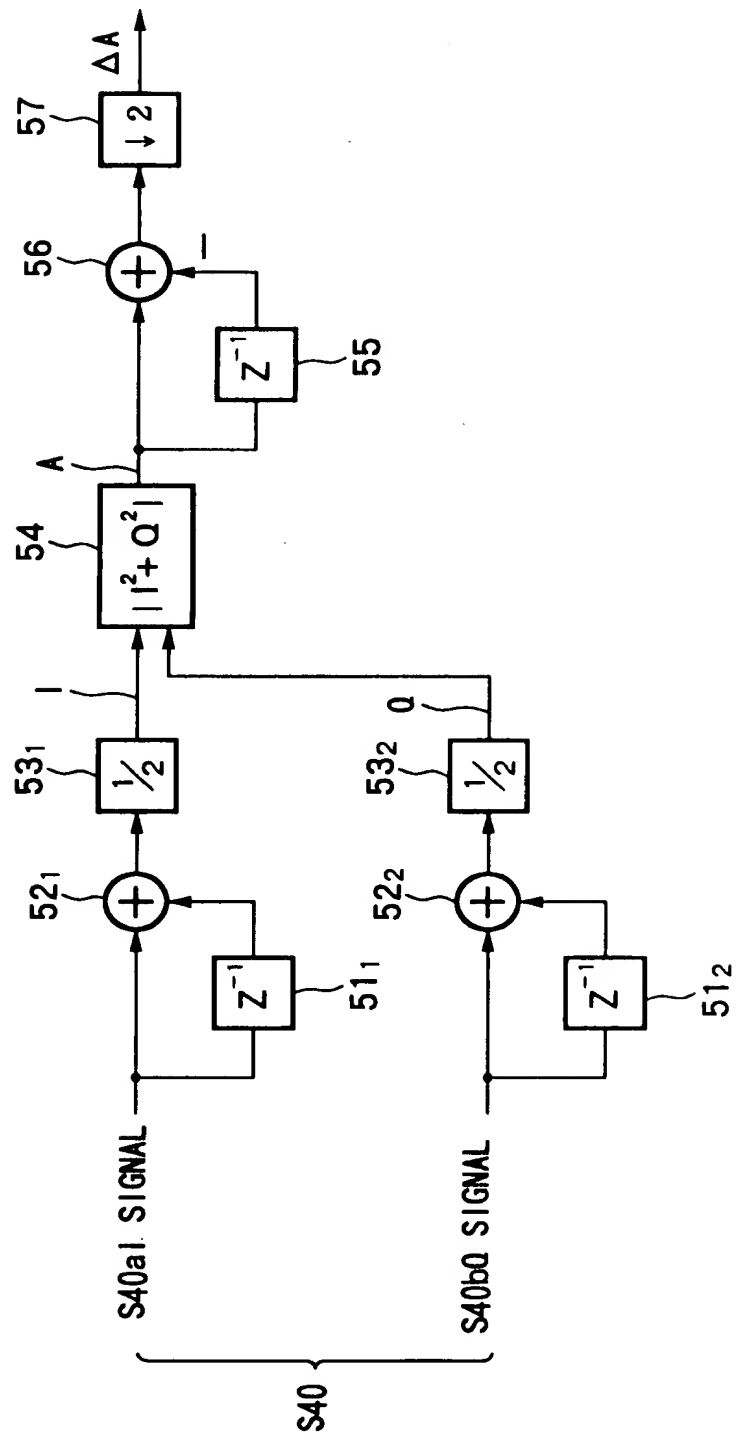 S40
S40aI SIGNAL
S40bQ SIGNAL
Z⁻¹
51₁
52₁
+
53₁
1/2
I
Z⁻¹
51₂
52₂
+
53₂
1/2
Q
54
| I² + Q² |
A
Z⁻¹
55
56
+
−
57
↓ 2
ΔA